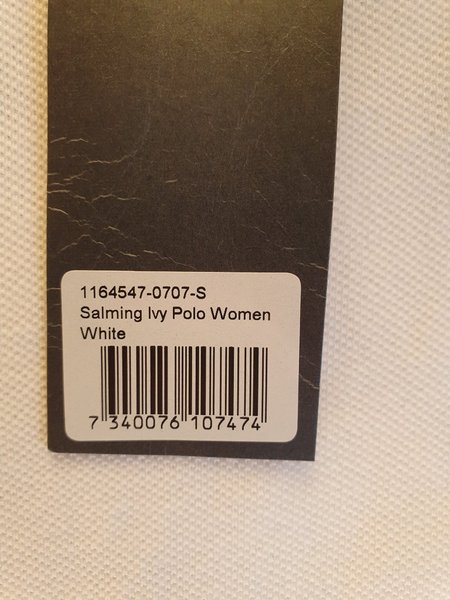 1164547-0707-S
Salming Ivy Polo Women
White
7 340076 107474